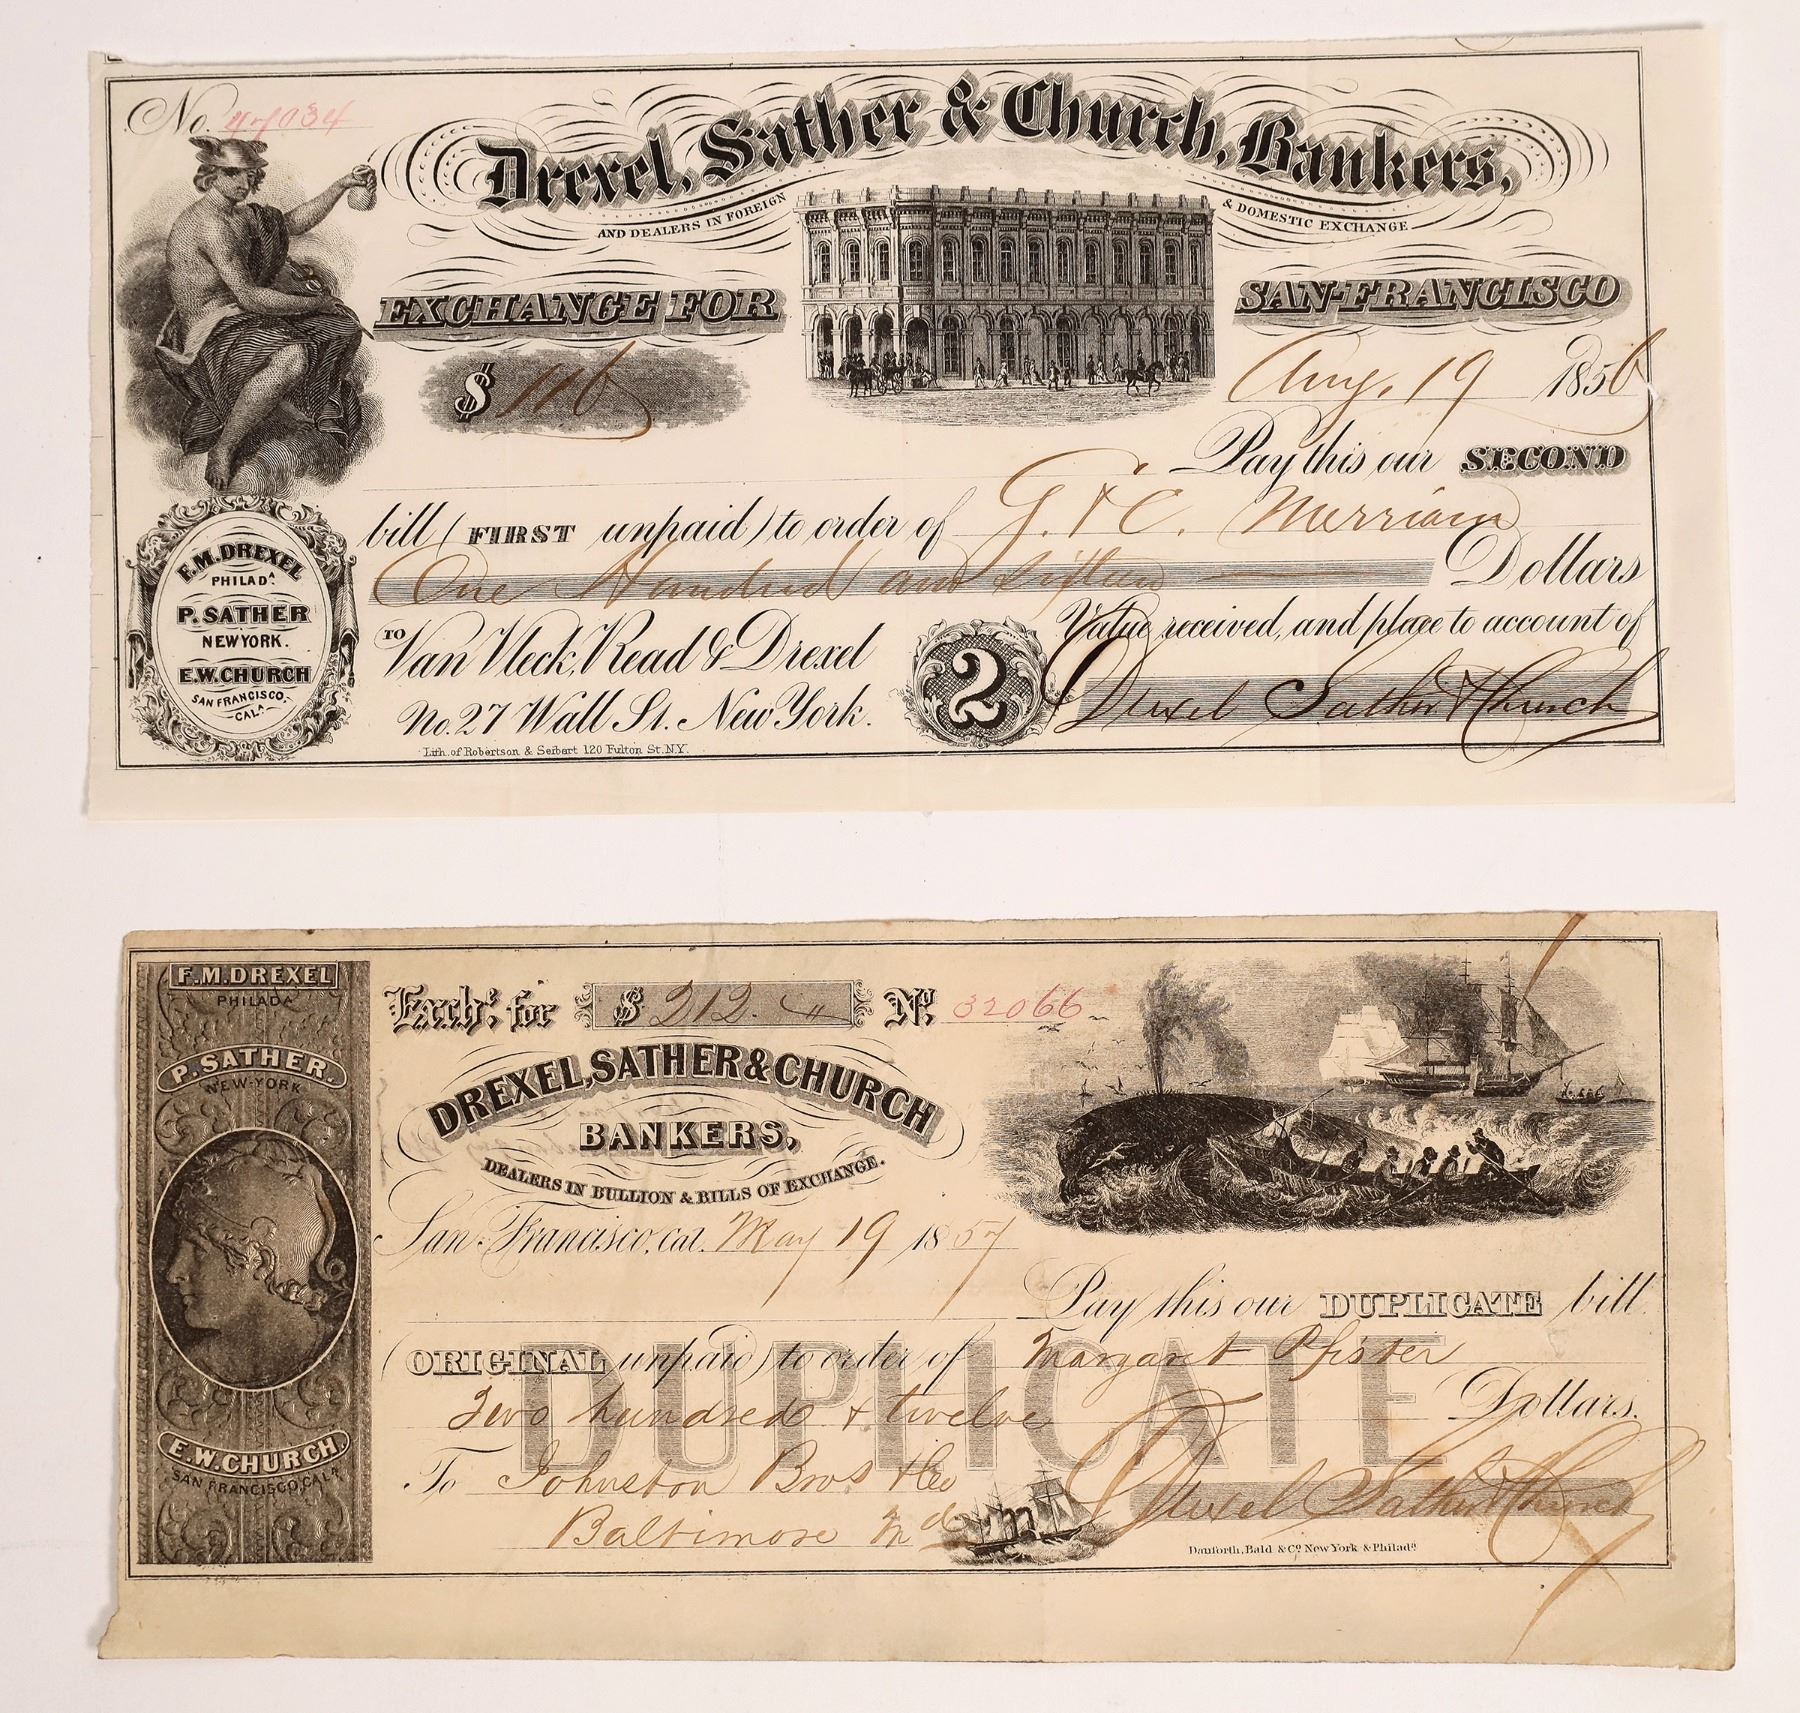 No. 47034
Drexel, Sather & Church, Bankers,
AND DEALERS IN FOREIGN & DOMESTIC EXCHANGE
EXCHANGE FOR SAN-FRANCISCO
$ 116 Aug. 19 1856
Pay this our SECOND
bill (FIRST unpaid) to order of G. & C. Merriam
One Hundred and sixteen Dollars
Value received, and place to account of
TO Van Vleck, Read & Drexel
No. 27 Wall St. New York.
2
Drexel Sather & Church
F.M. DREXEL
PHILADA.
P. SATHER
NEW YORK.
E.W. CHURCH
SAN FRANCISCO,
CALA
Lith. of Robertson & Seibert 120 Fulton St. N.Y.
F.M. DREXEL
PHILADA
P. SATHER.
NEW-YORK
E.W. CHURCH.
SAN FRANCISCO, CALA
Exche. for $ 212. No. 32066
DREXEL, SATHER & CHURCH
BANKERS,
DEALERS IN BULLION & BILLS OF EXCHANGE.
San Francisco, Cal. May 19 1857
Pay this our DUPLICATE bill
(ORIGINAL unpaid) to order of Margaret Pfister
DUPLICATE
Two hundred & twelve Dollars.
To Johnston Bros & Co
Baltimore Md
Drexel Sather & Church
Danforth, Bald & Co. New York & Philada